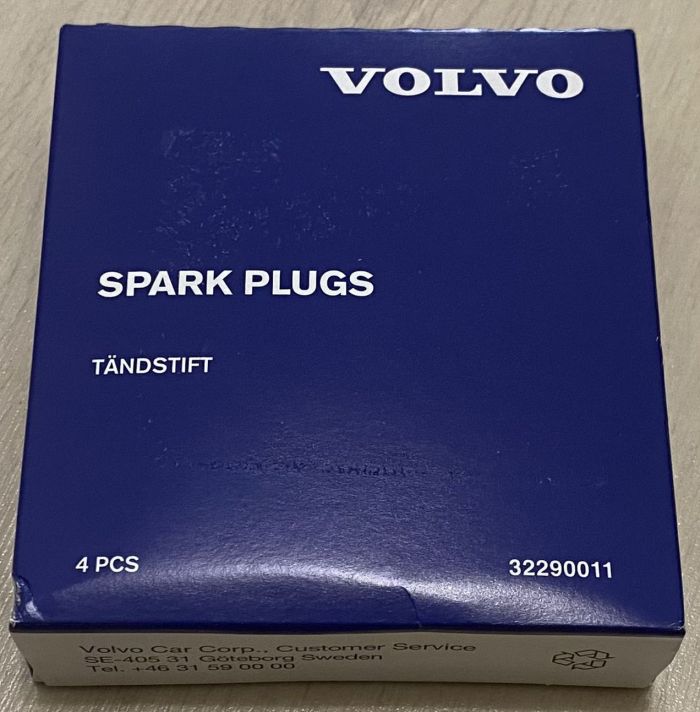 VOLVO
SPARK PLUGS
TÄNDSTIFT
4 PCS 32290011
Volvo Car Corp., Customer Service
SE-405 31 Göteborg Sweden
Tel. +46 31 59 00 00